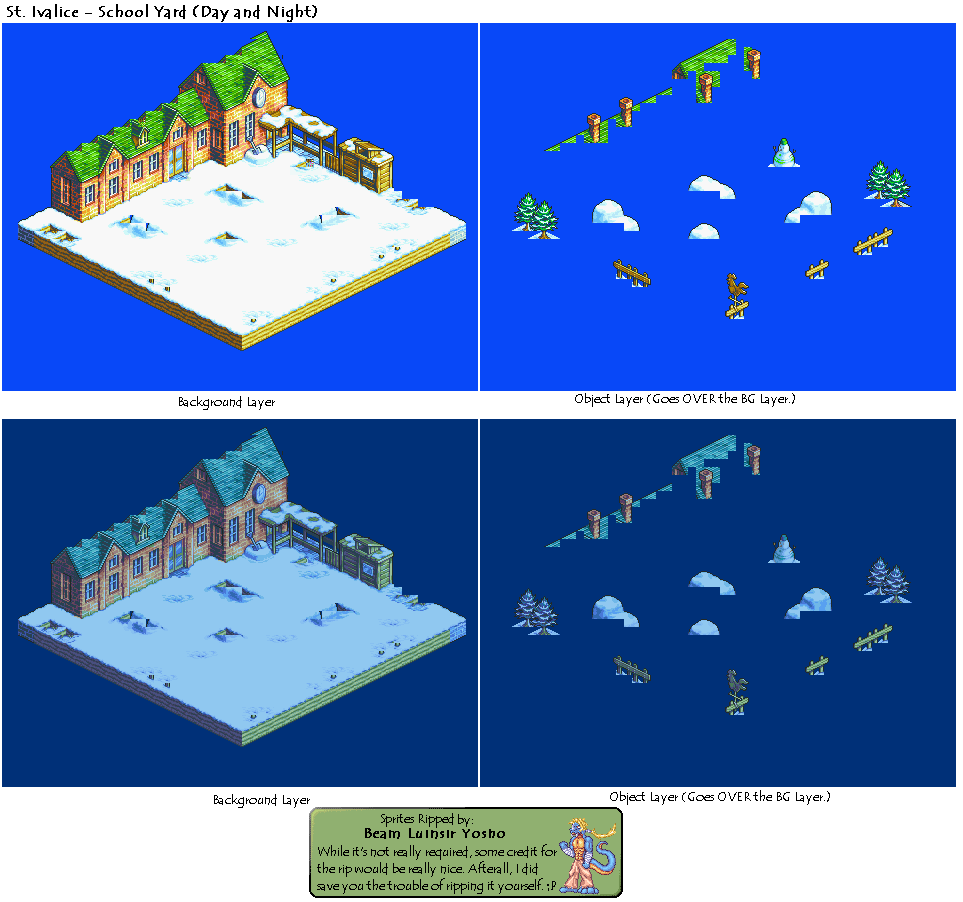 St. Ivalice - School Yard (Day and Night)
Background Layer
Object Layer (Goes OVER the BG Layer.)
Background Layer
Object Layer (Goes OVER the BG Layer.)
Sprites Ripped by:
Beam Luinsir Yosho
While it's not really required, some credit for
the rip would be really nice. Afterall, I did
save you the trouble of ripping it yourself. ;P